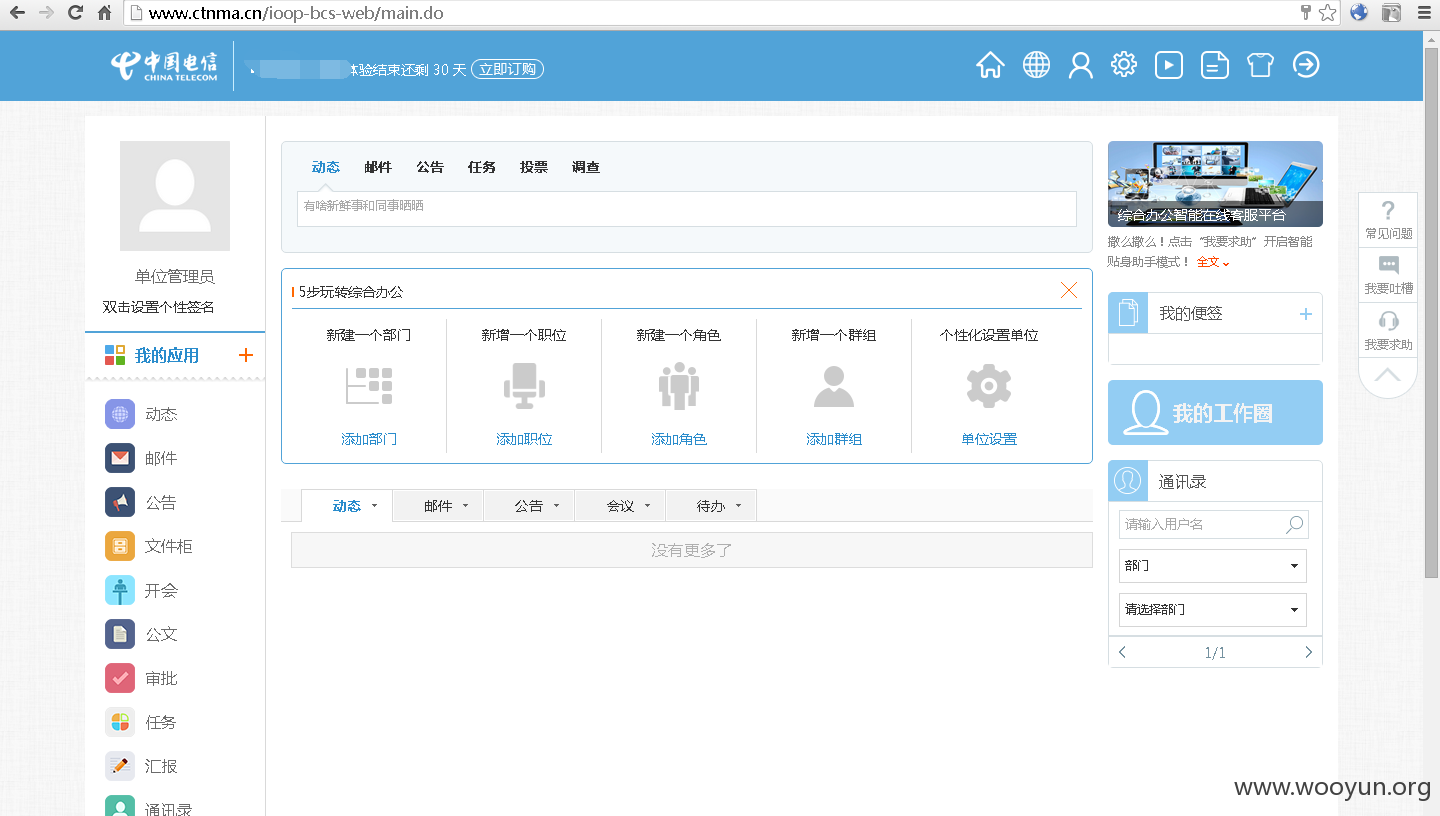 www.ctnma.cn/ioop-bcs-web/main.do
中国电信
CHINA TELECOM
体验结束还剩 30 天 立即订购
单位管理员
双击设置个性签名
我的应用
动态
邮件
公告
文件柜
开会
公文
审批
任务
汇报
通讯录
动态 邮件 公告 任务 投票 调查
有啥新鲜事和同事晒晒
5步玩转综合办公
新建一个部门 新增一个职位 新建一个角色 新增一个群组 个性化设置单位
添加部门 添加职位 添加角色 添加群组 单位设置
动态 邮件 公告 会议 待办
没有更多了
综合办公智能在线客服平台
撒么撒么！点击“我要求助”开启智能
贴身助手模式！ 全文
我的便签
我的工作圈
通讯录
请输入用户名
部门
请选择部门
1/1
常见问题
我要吐槽
我要求助
www.wooyun.org